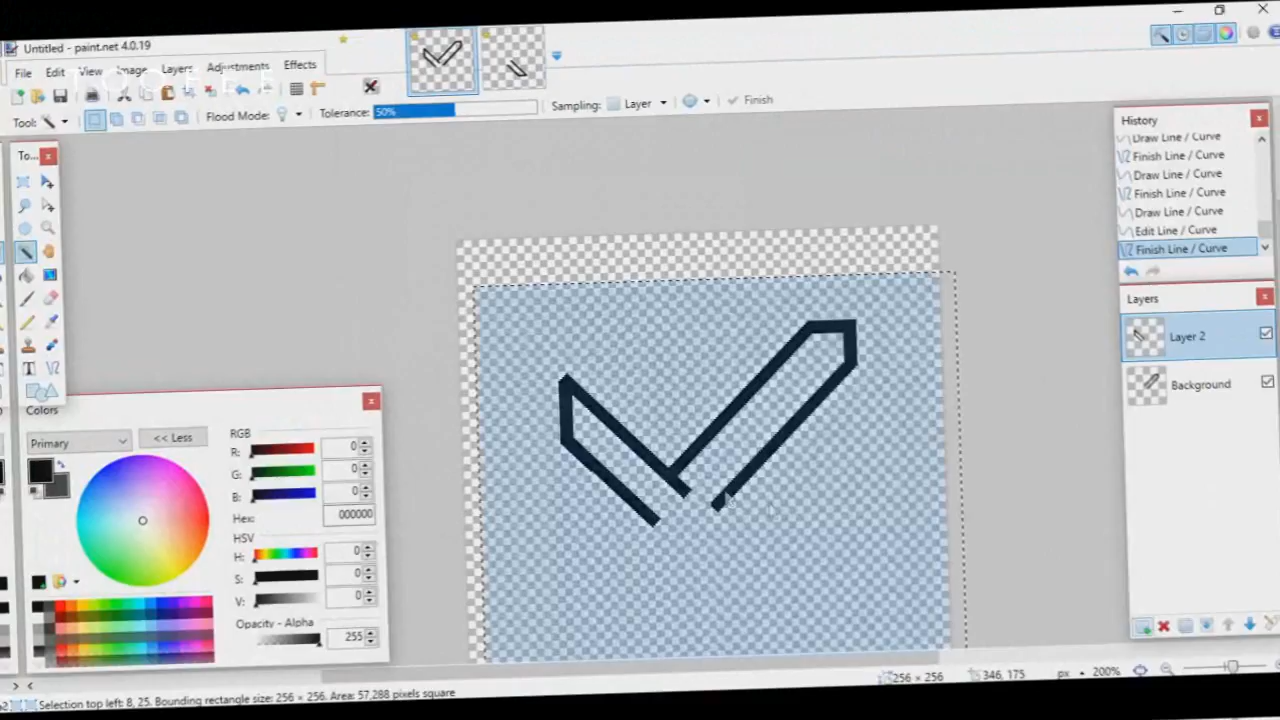 Untitled - paint.net 4.0.19
File Edit View Image Layers Adjustments Effects
TOOFEE
Tool: Flood Mode: Tolerance: 50% Sampling: Layer Finish
To...
History
Draw Line / Curve
Finish Line / Curve
Draw Line / Curve
Finish Line / Curve
Draw Line / Curve
Edit Line / Curve
Finish Line / Curve
Layers
Layer 2
Background
Colors
Primary
<< Less
RGB
R: 0
G: 0
B: 0
Hex: 000000
HSV
H: 0
S: 0
V: 0
Opacity - Alpha
255
Selection top left: 8, 25. Bounding rectangle size: 256 × 256. Area: 57,288 pixels square
256 × 256
346, 175
px
200%